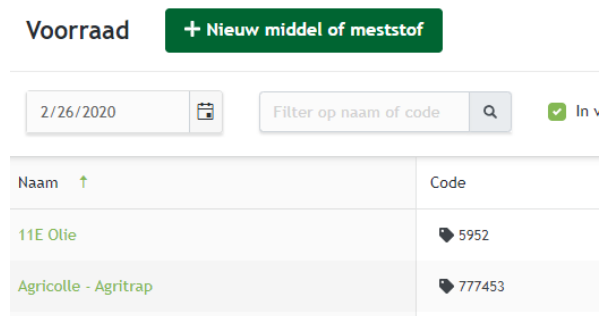 Voorraad + Nieuw middel of meststof
2/26/2020 Filter op naam of code In v
Naam ↑ Code
11E Olie 5952
Agricolle - Agritrap 777453